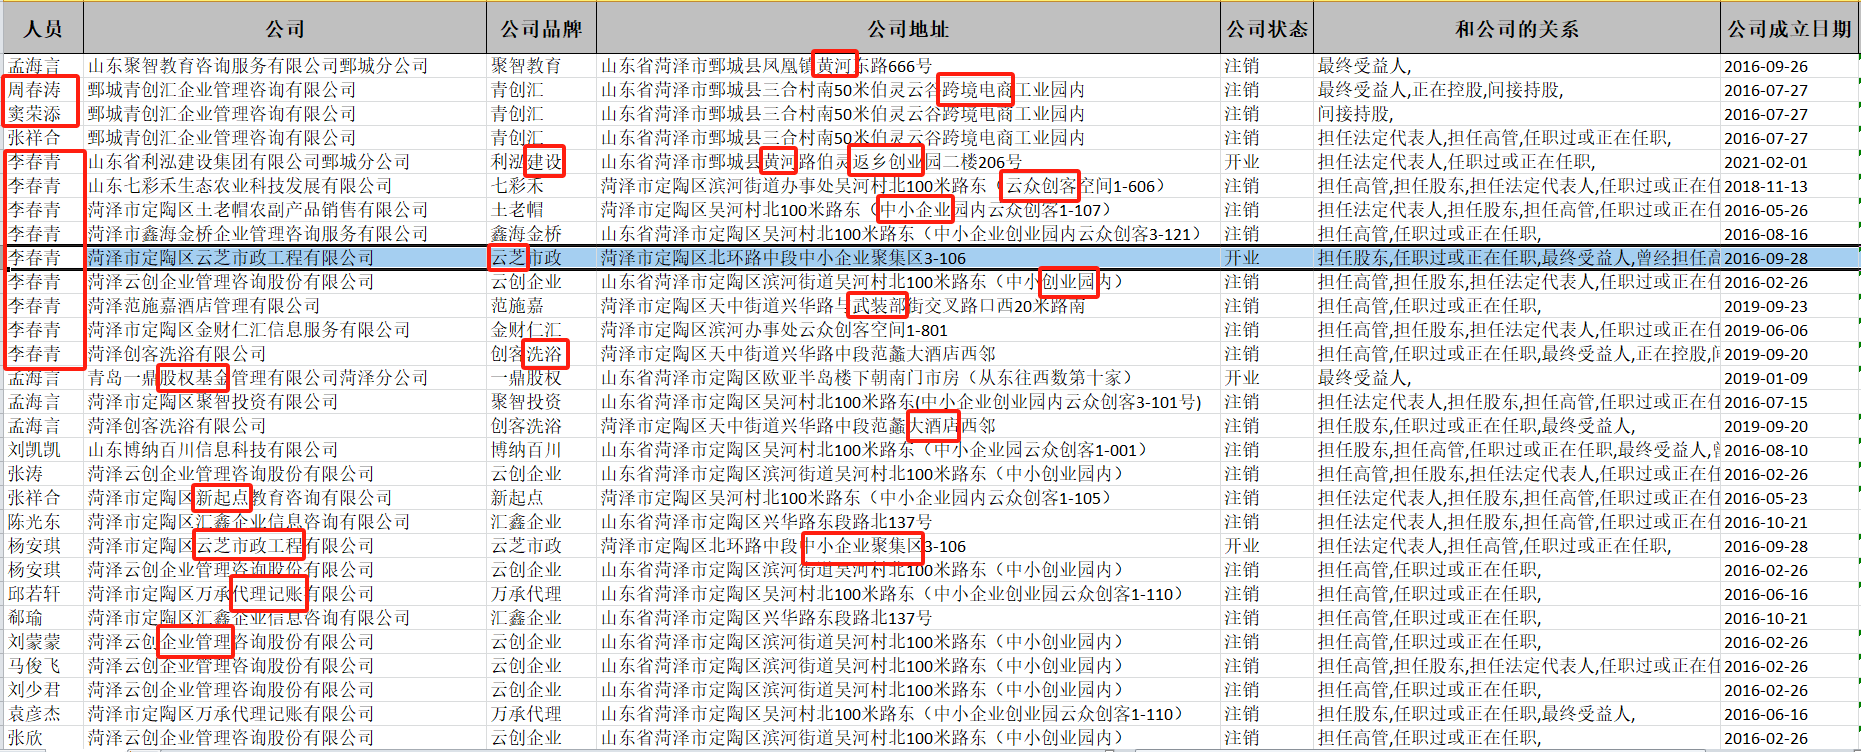 人员 公司 公司品牌 公司地址 公司状态 和公司的关系 公司成立日期
孟海言 山东聚智教育咨询服务有限公司鄄城分公司 聚智教育 山东省菏泽市鄄城县凤凰镇黄河东路666号 注销 最终受益人, 2016-09-26
周春涛 鄄城青创汇企业管理咨询有限公司 青创汇 山东省菏泽市鄄城县三合村南50米伯灵云谷跨境电商工业园内 注销 最终受益人,正在控股,间接持股, 2016-07-27
窦荣添 鄄城青创汇企业管理咨询有限公司 青创汇 山东省菏泽市鄄城县三合村南50米伯灵云谷跨境电商工业园内 注销 间接持股, 2016-07-27
张祥合 鄄城青创汇企业管理咨询有限公司 青创汇 山东省菏泽市鄄城县三合村南50米伯灵云谷跨境电商工业园内 注销 担任法定代表人,担任高管,任职过或正在任职, 2016-07-27
李春青 山东省利泓建设集团有限公司鄄城分公司 利泓建设 山东省菏泽市鄄城县黄河路伯灵返乡创业园二楼206号 开业 担任法定代表人,任职过或正在任职, 2021-02-01
李春青 山东七彩禾生态农业科技发展有限公司 七彩禾 菏泽市定陶区滨河街道办事处吴河村北100米路东（云众创客空间1-606） 注销 担任高管,担任股东,担任法定代表人,任职过或正在 2018-11-13
李春青 菏泽市定陶区土老帽农副产品销售有限公司 土老帽 菏泽市定陶区吴河村北100米路东（中小企业园内云众创客1-107） 注销 担任法定代表人,担任股东,担任高管,任职过或正在任 2016-05-26
李春青 菏泽市鑫海金桥企业管理咨询服务有限公司 鑫海金桥 山东省菏泽市定陶区吴河村北100米路东（中小企业创业园内云众创客3-121） 注销 担任高管,任职过或正在任职, 2016-08-16
李春青 菏泽市定陶区云芝市政工程有限公司 云芝市政 菏泽市定陶区北环路中段中小企业聚集区3-106 开业 担任股东,任职过或正在任职,最终受益人,曾经担任高 2016-09-28
李春青 菏泽云创企业管理咨询股份有限公司 云创企业 山东省菏泽市定陶区滨河街道吴河村北100米路东（中小创业园内） 注销 担任高管,任职过或正在任职, 2016-02-26
李春青 菏泽范施嘉酒店管理有限公司 范施嘉 菏泽市定陶区天中街道兴华路与武装部街交叉路口西20米路南 注销 担任高管,任职过或正在任职, 2019-09-23
李春青 菏泽市定陶区金财仁汇信息服务有限公司 金财仁汇 菏泽市定陶区滨河办事处云众创客空间1-801 注销 担任高管,担任股东,担任法定代表人,任职过或正在任 2019-06-06
李春青 菏泽创客洗浴有限公司 创客洗浴 菏泽市定陶区天中街道兴华路中段范蠡大酒店西邻 注销 担任高管,任职过或正在任职,最终受益人,正在控股,间 2019-09-20
孟海言 青岛一鼎股权基金管理有限公司菏泽分公司 一鼎股权 山东省菏泽市定陶区欧亚半岛楼下朝南门市房（从东往西数第十家） 开业 最终受益人, 2019-01-09
孟海言 菏泽市定陶区聚智投资有限公司 聚智投资 山东省菏泽市定陶区吴河村北100米路东(中小企业创业园内云众创客3-101号) 注销 担任法定代表人,担任股东,担任高管,任职过或正在任 2016-07-15
孟海言 菏泽创客洗浴有限公司 创客洗浴 菏泽市定陶区天中街道兴华路中段范蠡大酒店西邻 注销 担任股东,任职过或正在任职,最终受益人, 2019-09-20
刘凯凯 山东博纳百川信息科技有限公司 博纳百川 菏泽市定陶区吴河村北100米路东（中小企业园云众创客1-001） 注销 担任股东,担任高管,任职过或正在任职,最终受益人,曾 2016-08-10
张涛 菏泽云创企业管理咨询股份有限公司 云创企业 山东省菏泽市定陶区滨河街道吴河村北100米路东（中小创业园内） 注销 担任高管,担任股东,担任法定代表人,任职过或正在任 2016-02-26
张祥合 菏泽市定陶区新起点教育咨询有限公司 新起点 菏泽市定陶区吴河村北100米路东（中小企业园内云众创客1-105） 注销 担任法定代表人,担任股东,担任高管,任职过或正在任 2016-05-23
陈光东 菏泽市定陶区汇鑫企业信息咨询有限公司 汇鑫企业 山东省菏泽市定陶区兴华路东段路北137号 注销 担任法定代表人,担任股东,担任高管,任职过或正在任 2016-10-21
杨安琪 菏泽市定陶区云芝市政工程有限公司 云芝市政 菏泽市定陶区北环路中段中小企业聚集区3-106 开业 担任法定代表人,担任高管,任职过或正在任职, 2016-09-28
杨安琪 菏泽云创企业管理咨询股份有限公司 云创企业 山东省菏泽市定陶区滨河街道吴河村北100米路东（中小创业园内） 注销 担任高管,任职过或正在任职, 2016-02-26
邱若轩 菏泽市定陶区万承代理记账有限公司 万承代理 山东省菏泽市定陶区吴河村北100米路东（中小企业创业园云众创客1-110） 注销 担任高管,任职过或正在任职, 2016-06-16
郗瑜 菏泽市定陶区汇鑫企业信息咨询有限公司 汇鑫企业 山东省菏泽市定陶区兴华路东段路北137号 注销 担任高管,任职过或正在任职, 2016-10-21
刘蒙蒙 菏泽云创企业管理咨询股份有限公司 云创企业 山东省菏泽市定陶区滨河街道吴河村北100米路东（中小创业园内） 注销 担任高管,任职过或正在任职, 2016-02-26
马俊飞 菏泽云创企业管理咨询股份有限公司 云创企业 山东省菏泽市定陶区滨河街道吴河村北100米路东（中小创业园内） 注销 担任高管,担任股东,担任法定代表人,任职过或正在任 2016-02-26
刘少君 菏泽云创企业管理咨询股份有限公司 云创企业 山东省菏泽市定陶区滨河街道吴河村北100米路东（中小创业园内） 注销 担任高管,任职过或正在任职, 2016-02-26
袁彦杰 菏泽市定陶区万承代理记账有限公司 万承代理 山东省菏泽市定陶区吴河村北100米路东（中小企业创业园云众创客1-110） 注销 担任股东,任职过或正在任职,最终受益人, 2016-06-16
张欣 菏泽云创企业管理咨询股份有限公司 云创企业 山东省菏泽市定陶区滨河街道吴河村北100米路东（中小创业园内） 注销 担任高管,任职过或正在任职, 2016-02-26